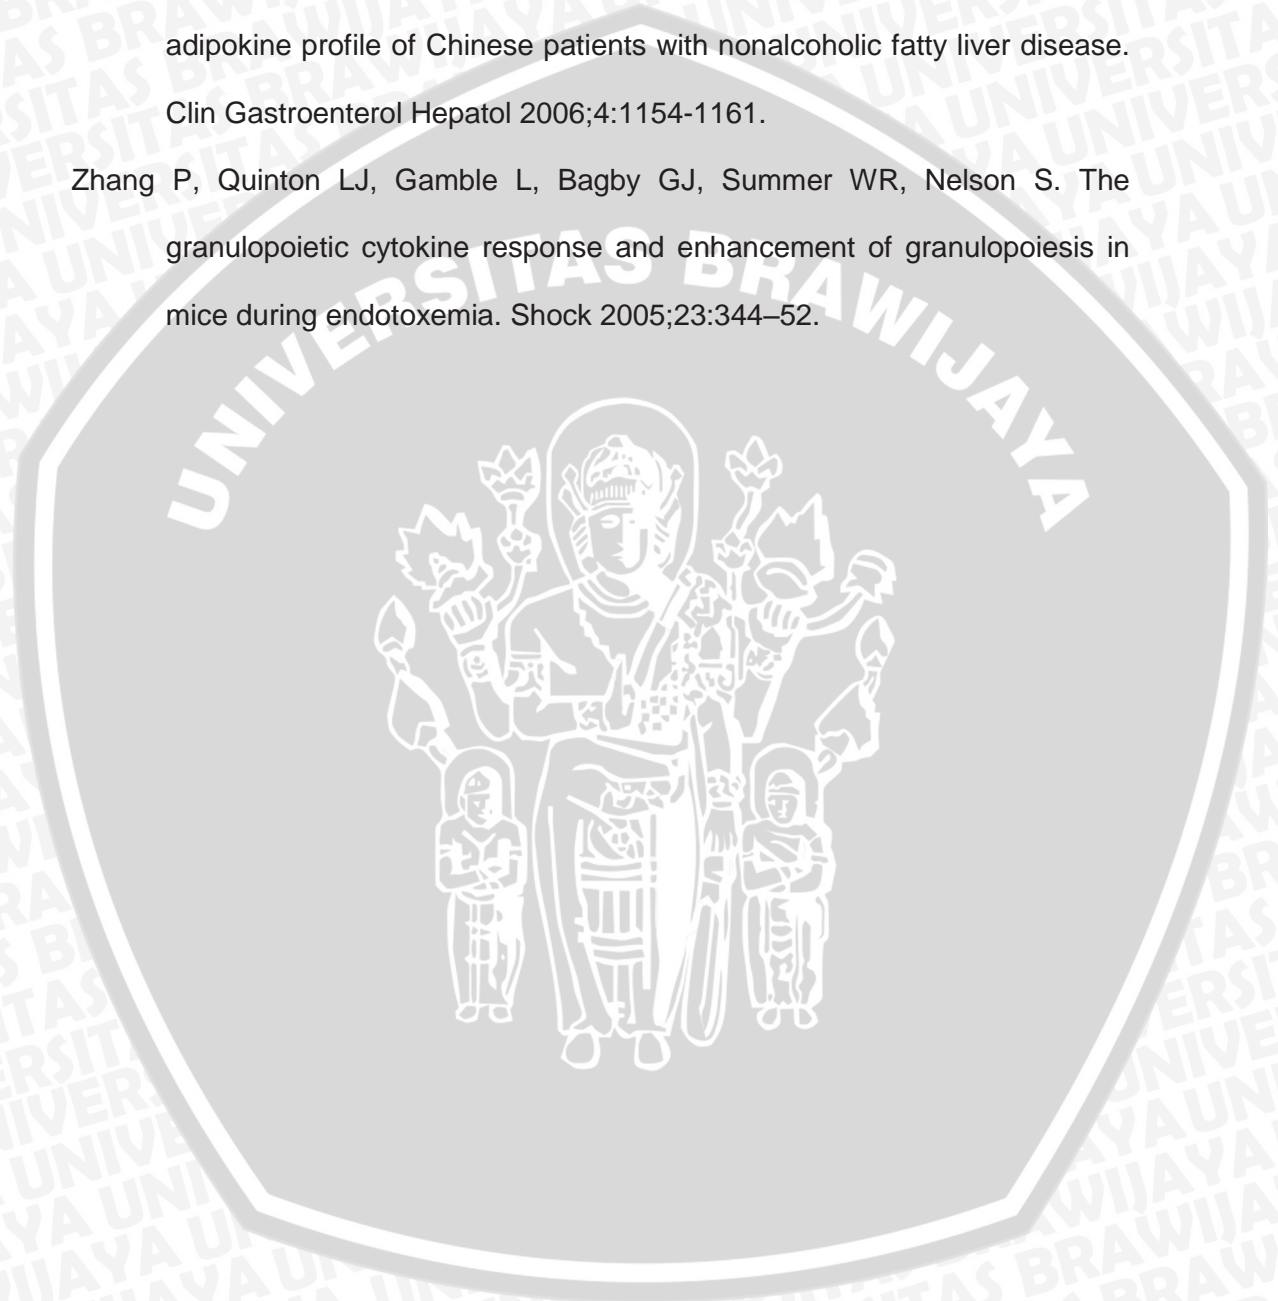 adipokine profile of Chinese patients with nonalcoholic fatty liver disease.
Clin Gastroenterol Hepatol 2006;4:1154-1161.
Zhang P, Quinton LJ, Gamble L, Bagby GJ, Summer WR, Nelson S. The
granulopoietic cytokine response and enhancement of granulopoiesis in
mice during endotoxemia. Shock 2005;23:344–52.
UNIVERSITAS BRAWIJAYA